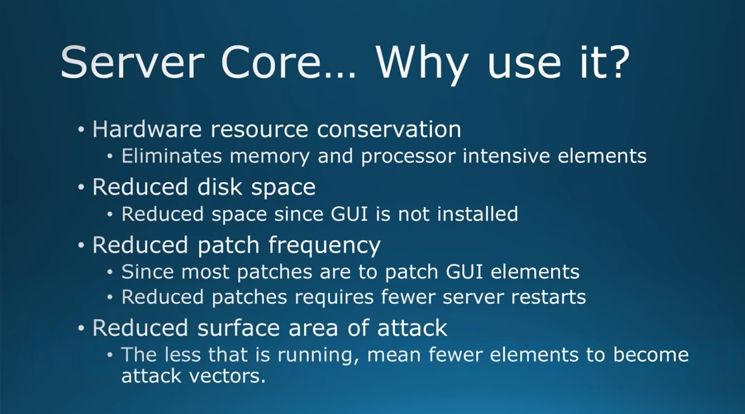 Server Core... Why use it?
• Hardware resource conservation
• Eliminates memory and processor intensive elements
• Reduced disk space
• Reduced space since GUI is not installed
• Reduced patch frequency
• Since most patches are to patch GUI elements
• Reduced patches requires fewer server restarts
• Reduced surface area of attack
• The less that is running, mean fewer elements to become
attack vectors.